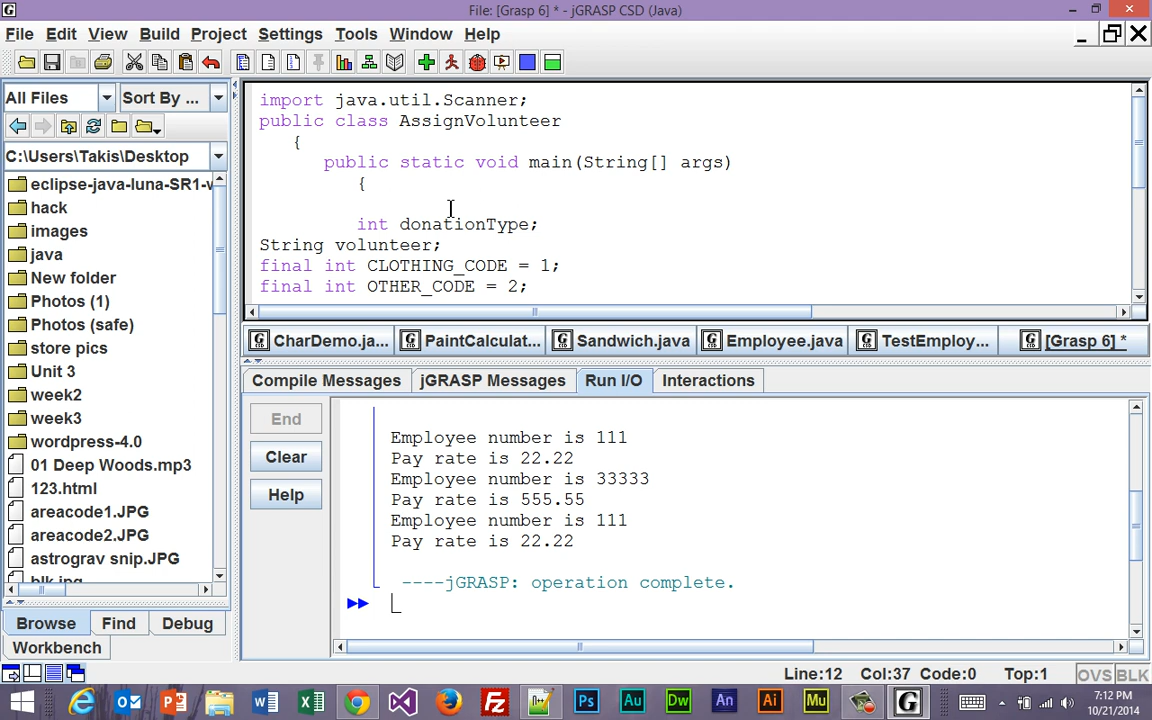 File: [Grasp 6] * - jGRASP CSD (Java)
File Edit View Build Project Settings Tools Window Help
All Files Sort By ...
C:\Users\Takis\Desktop
eclipse-java-luna-SR1-w
hack
images
java
New folder
Photos (1)
Photos (safe)
store pics
Unit 3
week2
week3
wordpress-4.0
01 Deep Woods.mp3
123.html
areacode1.JPG
areacode2.JPG
astrograv snip.JPG
blk.jpg
Browse Find Debug
Workbench
import java.util.Scanner;
public class AssignVolunteer
{
public static void main(String[] args)
{
int donationType;
String volunteer;
final int CLOTHING_CODE = 1;
final int OTHER_CODE = 2;
CharDemo.ja... PaintCalculat... Sandwich.java Employee.java TestEmploy... [Grasp 6] *
Compile Messages jGRASP Messages Run I/O Interactions
End
Clear
Help
Employee number is 111
Pay rate is 22.22
Employee number is 33333
Pay rate is 555.55
Employee number is 111
Pay rate is 22.22
----jGRASP: operation complete.
Line:12 Col:37 Code:0 Top:1 OVS BLK
7:12 PM
10/21/2014